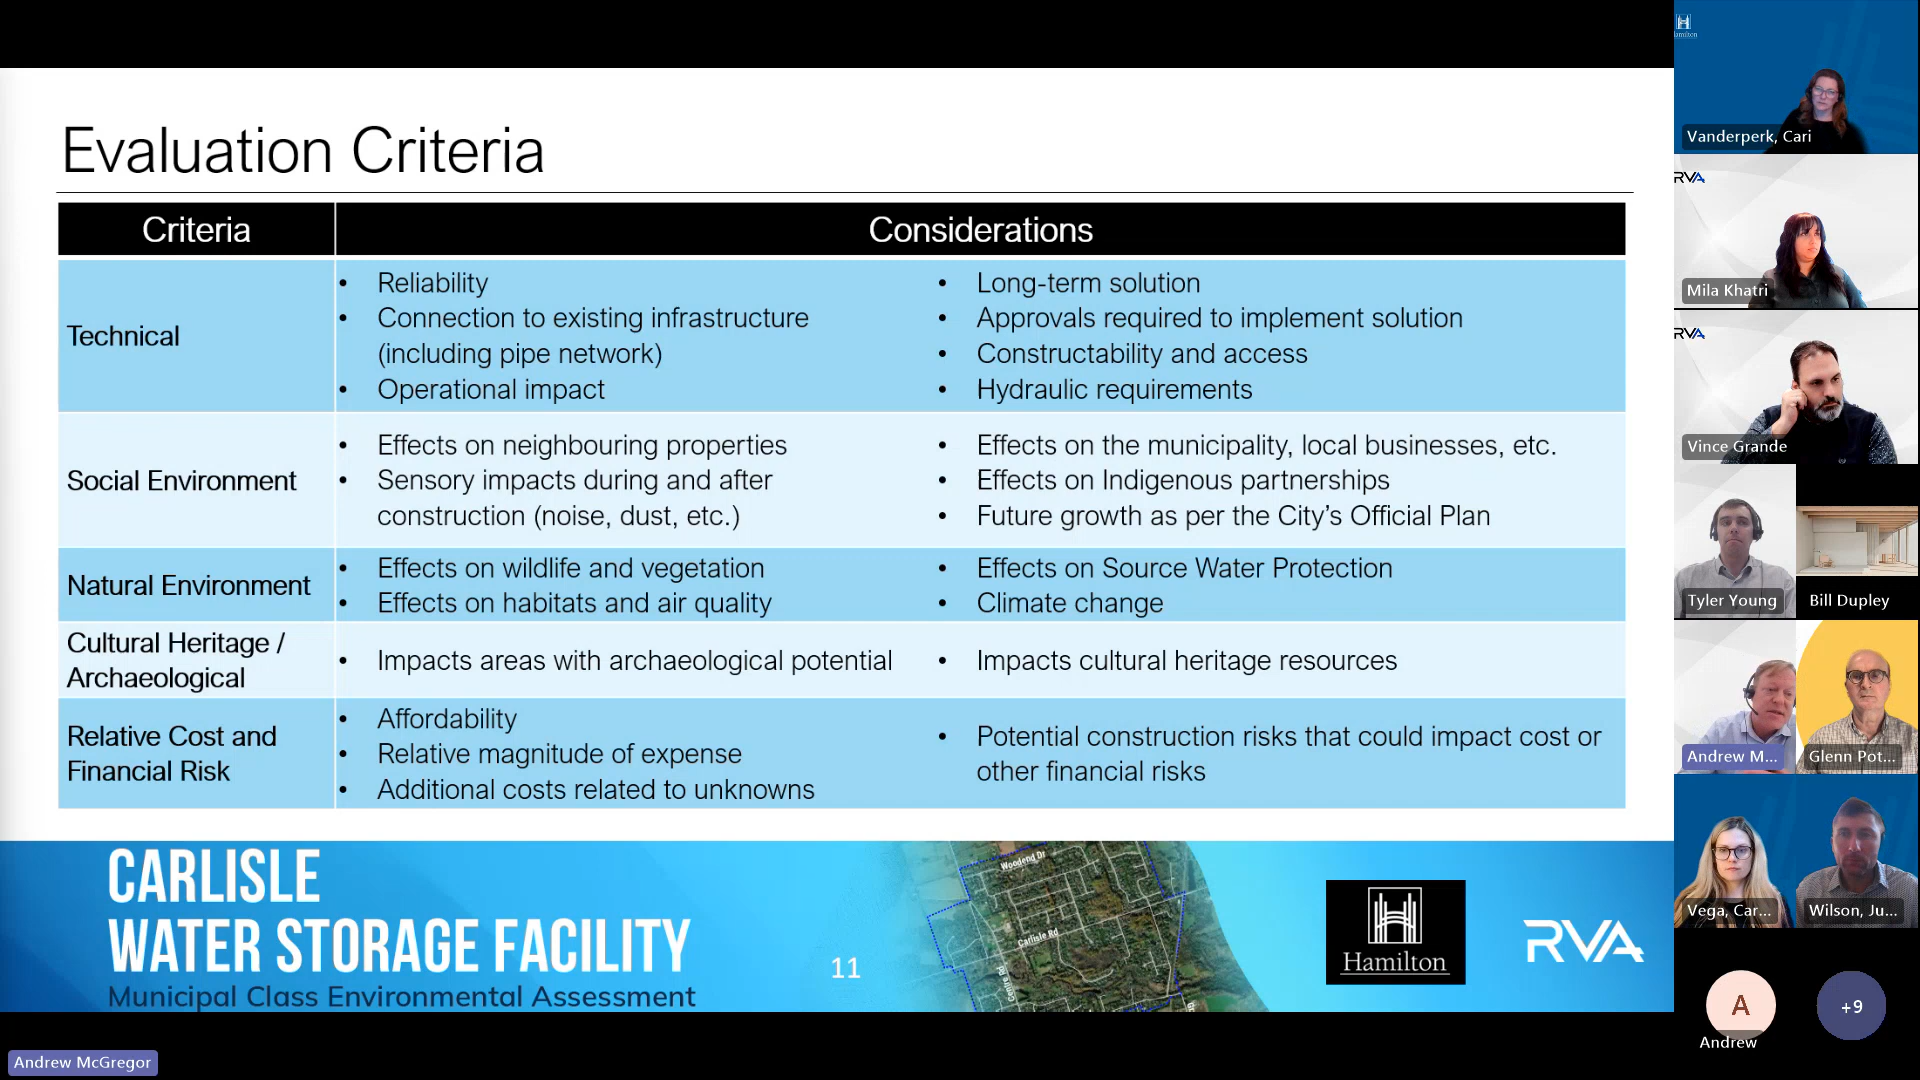 Evaluation Criteria
Criteria
Considerations
Technical
• Reliability
• Connection to existing infrastructure
(including pipe network)
• Operational impact
• Long-term solution
• Approvals required to implement solution
• Constructability and access
• Hydraulic requirements
Social Environment
• Effects on neighbouring properties
• Sensory impacts during and after
construction (noise, dust, etc.)
• Effects on the municipality, local businesses, etc.
• Effects on Indigenous partnerships
• Future growth as per the City’s Official Plan
Natural Environment
• Effects on wildlife and vegetation
• Effects on habitats and air quality
• Effects on Source Water Protection
• Climate change
Cultural Heritage /
Archaeological
• Impacts areas with archaeological potential
• Impacts cultural heritage resources
Relative Cost and
Financial Risk
• Affordability
• Relative magnitude of expense
• Additional costs related to unknowns
• Potential construction risks that could impact cost or
other financial risks
CARLISLE
WATER STORAGE FACILITY
Municipal Class Environmental Assessment
11
Woodend Dr
Carlisle Rd
Centre Rd
Hamilton
RVA
Andrew McGregor
Vanderperk, Cari
RVA
Mila Khatri
RVA
Vince Grande
Tyler Young
Bill Dupley
Andrew M...
Glenn Pot...
Vega, Car...
Wilson, Ju...
A
Andrew
+9